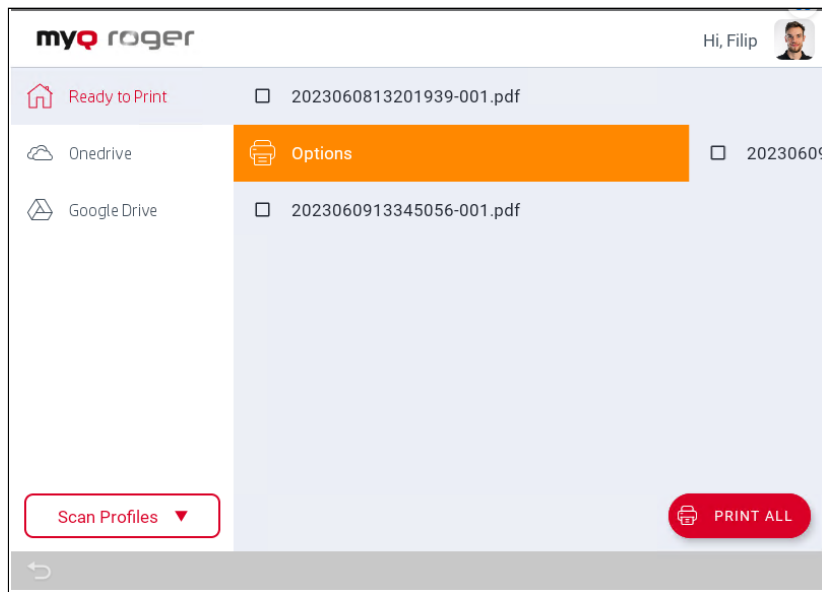 myQ roger
Hi, Filip
Ready to Print
2023060813201939-001.pdf
Onedrive
Options
2023060
Google Drive
2023060913345056-001.pdf
Scan Profiles ▼
PRINT ALL